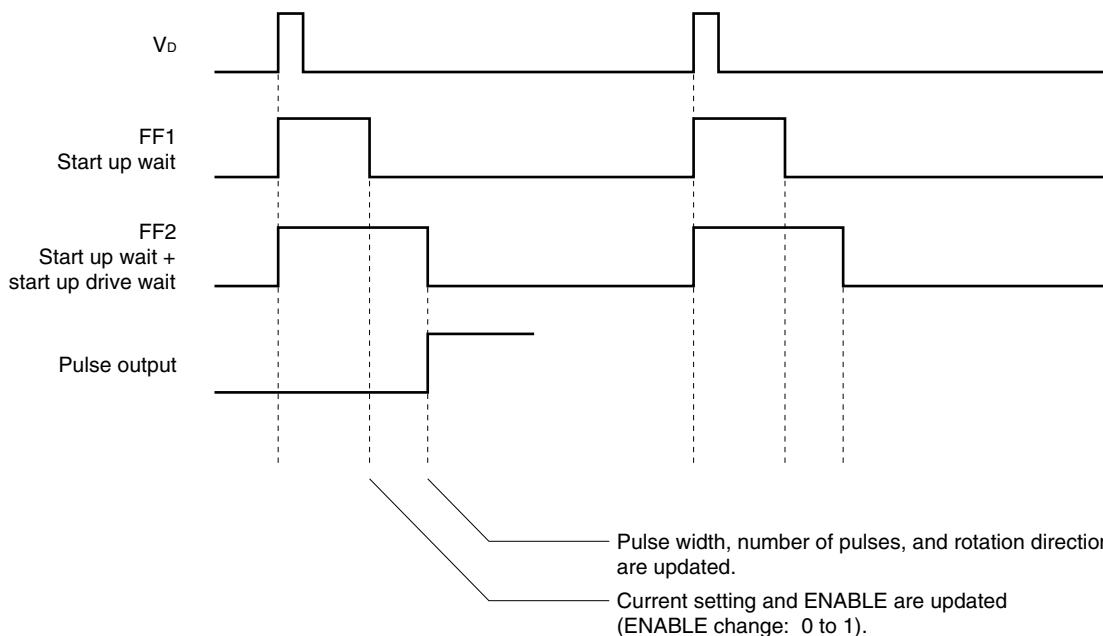 VD
FF1
Start up wait
FF2
Start up wait +
start up drive wait
Pulse output
Pulse width, number of pulses, and rotation direction
are updated.
Current setting and ENABLE are updated
(ENABLE change: 0 to 1).